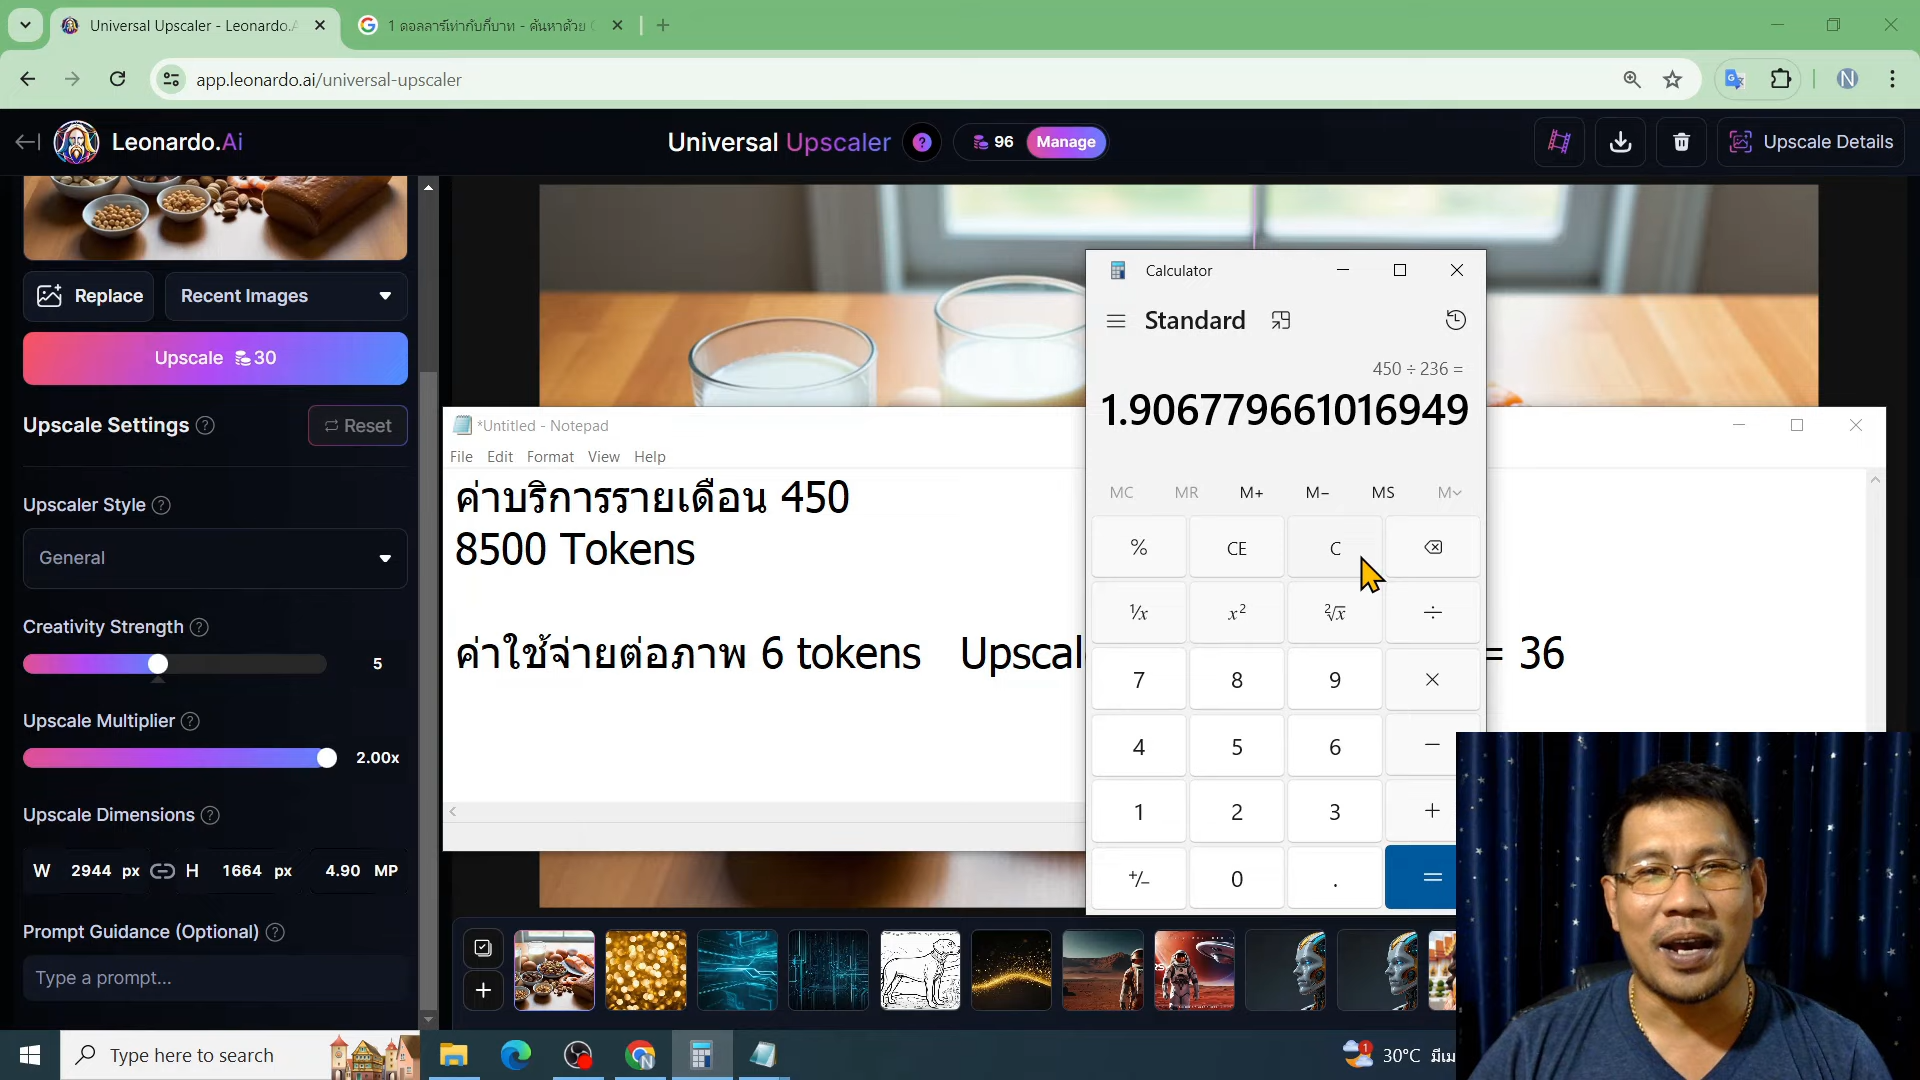 Universal Upscaler - Leonardo.A
1 ดอลลาร์เท่ากับกี่บาท - ค้นหาด้วย
app.leonardo.ai/universal-upscaler
N
Leonardo.Ai
Universal Upscaler ?
96 Manage
Upscale Details
Replace
Recent Images
Upscale 30
Upscale Settings ?
Reset
Upscaler Style ?
General
Creativity Strength ?
5
Upscale Multiplier ?
2.00x
Upscale Dimensions ?
W 2944 px H 1664 px 4.90 MP
Prompt Guidance (Optional) ?
Type a prompt...
*Untitled - Notepad
File Edit Format View Help
ค่าบริการรายเดือน 450
8500 Tokens
ค่าใช้จ่ายต่อภาพ 6 tokens Upscal
= 36
Calculator
Standard
450 ÷ 236 =
1.906779661016949
MC MR M+ M− MS M
% CE C
⅟x x² ²√x ÷
7 8 9 ×
4 5 6 −
1 2 3 +
+/− 0 . =
Type here to search
1 30°C